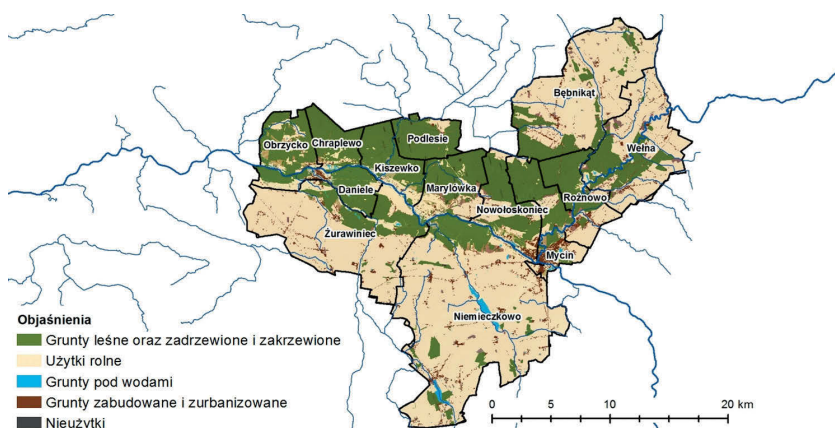 Bębnikąt
Wełna
Podlesie
Obrzycko
Chraplewo
Kiszewko
Daniele
Marylówka
Rożnowo
Nowołoskoniec
Żurawiniec
Mycin
Niemieczkowo
Objaśnienia
Grunty leśne oraz zadrzewione i zakrzewione
Użytki rolne
Grunty pod wodami
Grunty zabudowane i zurbanizowane
Nieużytki
0 5 10 20 km